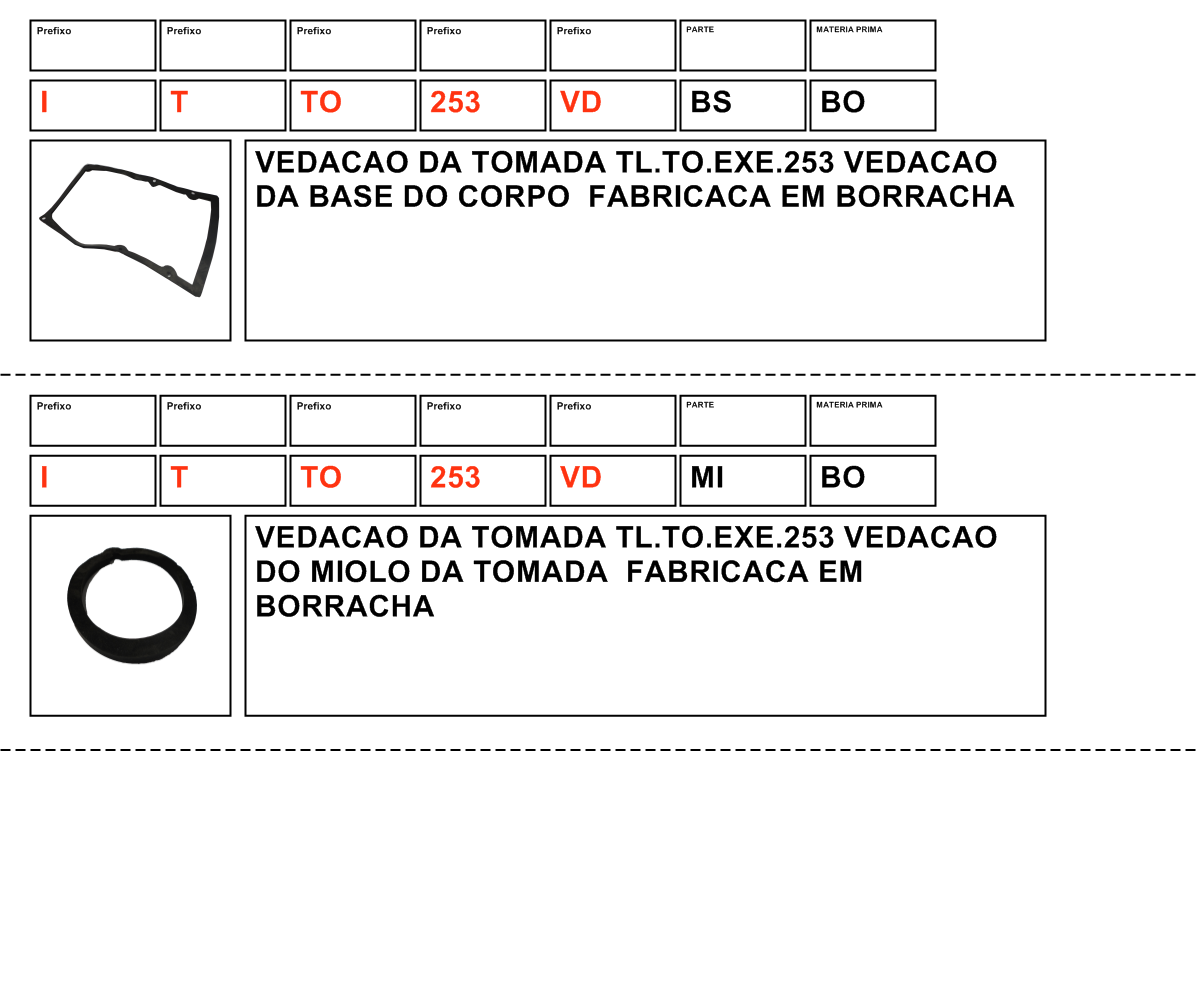 Prefixo Prefixo Prefixo Prefixo Prefixo PARTE MATERIA PRIMA
I T TO 253 VD BS BO
VEDACAO DA TOMADA TL.TO.EXE.253 VEDACAO
DA BASE DO CORPO  FABRICACA EM BORRACHA
Prefixo Prefixo Prefixo Prefixo Prefixo PARTE MATERIA PRIMA
I T TO 253 VD MI BO
VEDACAO DA TOMADA TL.TO.EXE.253 VEDACAO
DO MIOLO DA TOMADA  FABRICACA EM
BORRACHA